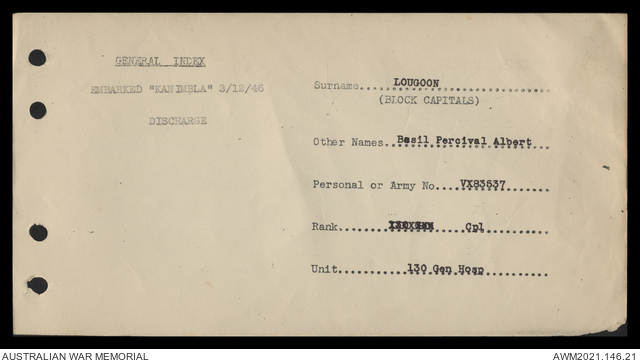 GENERAL INDEX
EMBARKED "KANIMBLA" 3/12/46
DISCHARGE
Surname....LOUGOON....
(BLOCK CAPITALS)
Other Names..Basil Percival Albert...
Personal or Army No....VX83637.......
Rank........ Cpl..........
Unit...........130 Gen Hosp..........
AUSTRALIAN WAR MEMORIAL
AWM2021.146.21